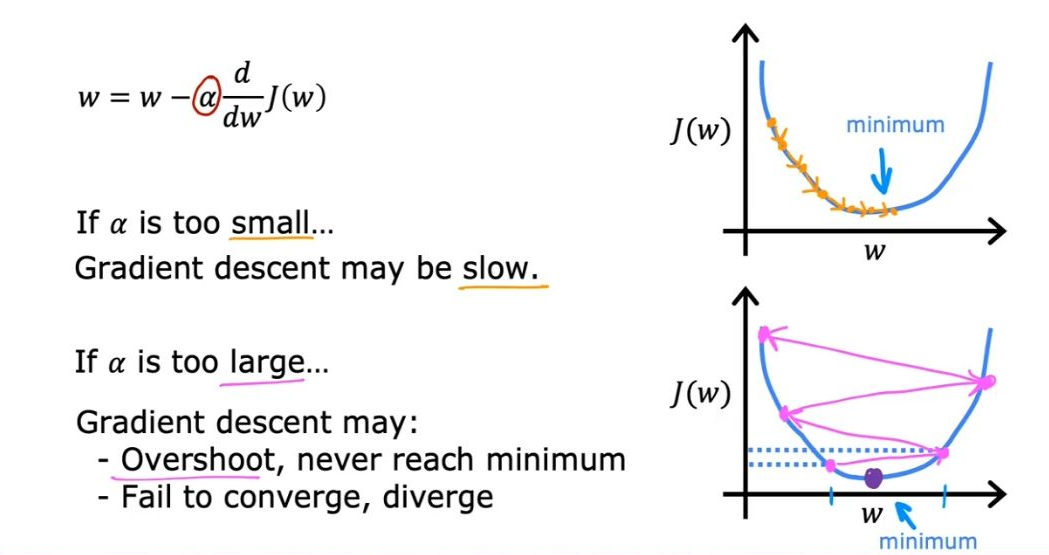 w = w − α d/dw J(w)
If α is too small...
Gradient descent may be slow.
If α is too large...
Gradient descent may:
- Overshoot, never reach minimum
- Fail to converge, diverge
J(w)
minimum
w
J(w)
w
minimum